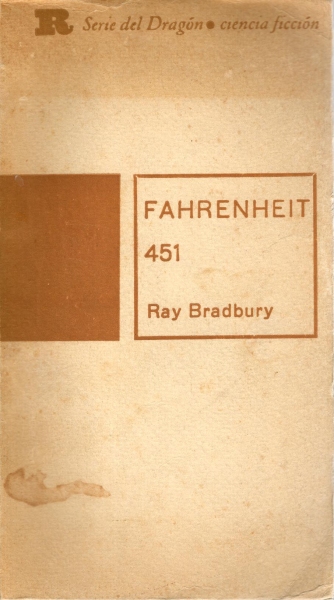 R Serie del Dragón • ciencia ficción
FAHRENHEIT
451
Ray Bradbury